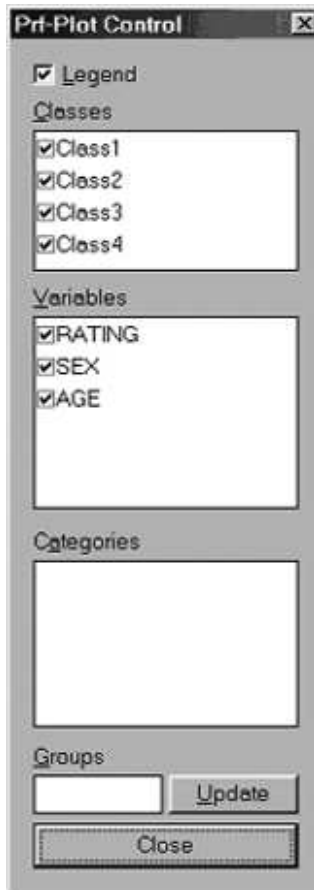 Prf-Plot Control
Legend
Classes
Class1
Class2
Class3
Class4
Variables
RATING
SEX
AGE
Categories
Groups
Update
Close